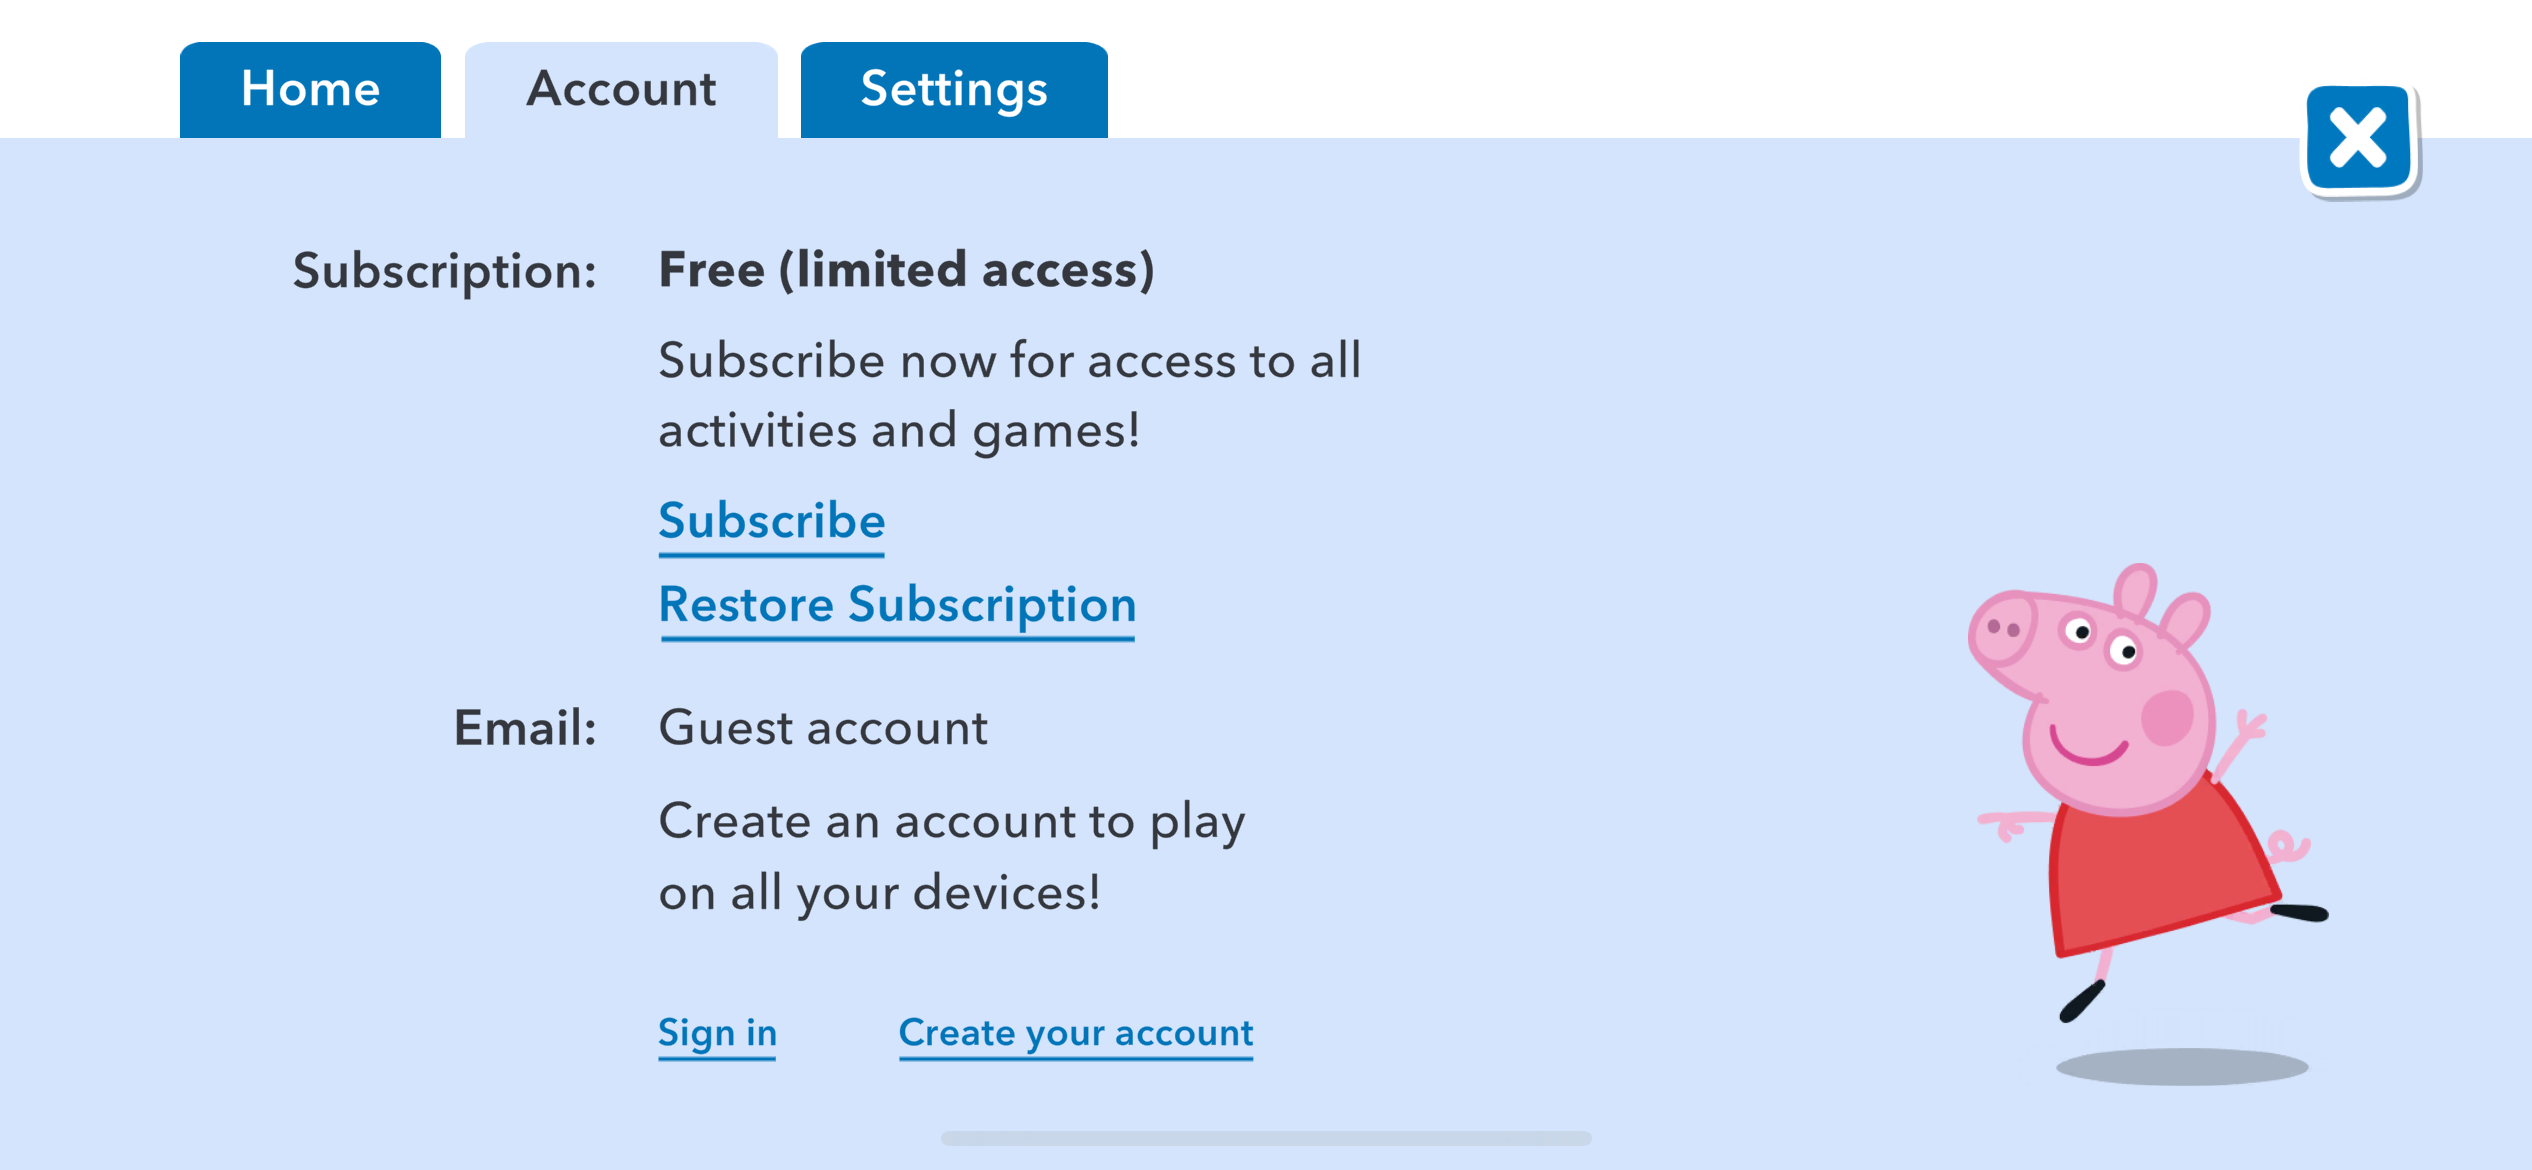 Home
Account
Settings
Subscription:
Free (limited access)
Subscribe now for access to all
activities and games!
Subscribe
Restore Subscription
Email:
Guest account
Create an account to play
on all your devices!
Sign in
Create your account